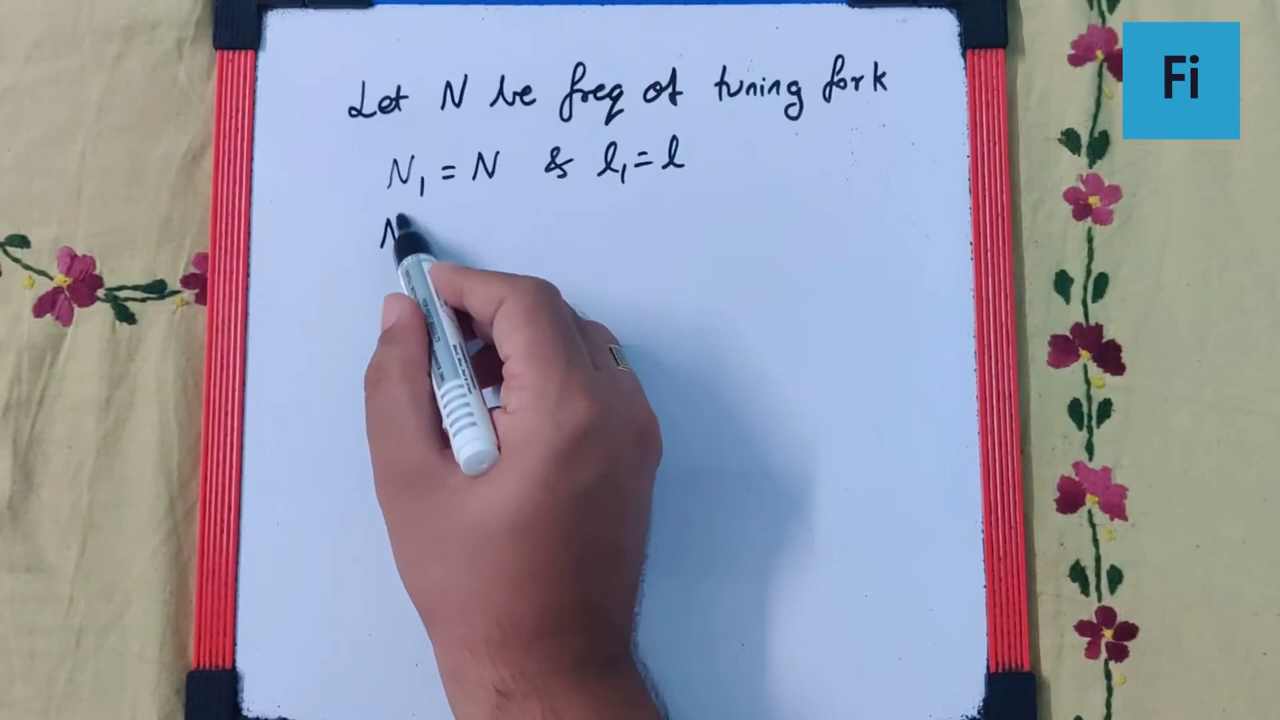 Let N be freq of tuning fork
N₁ = N & l₁ = l
N
Fi